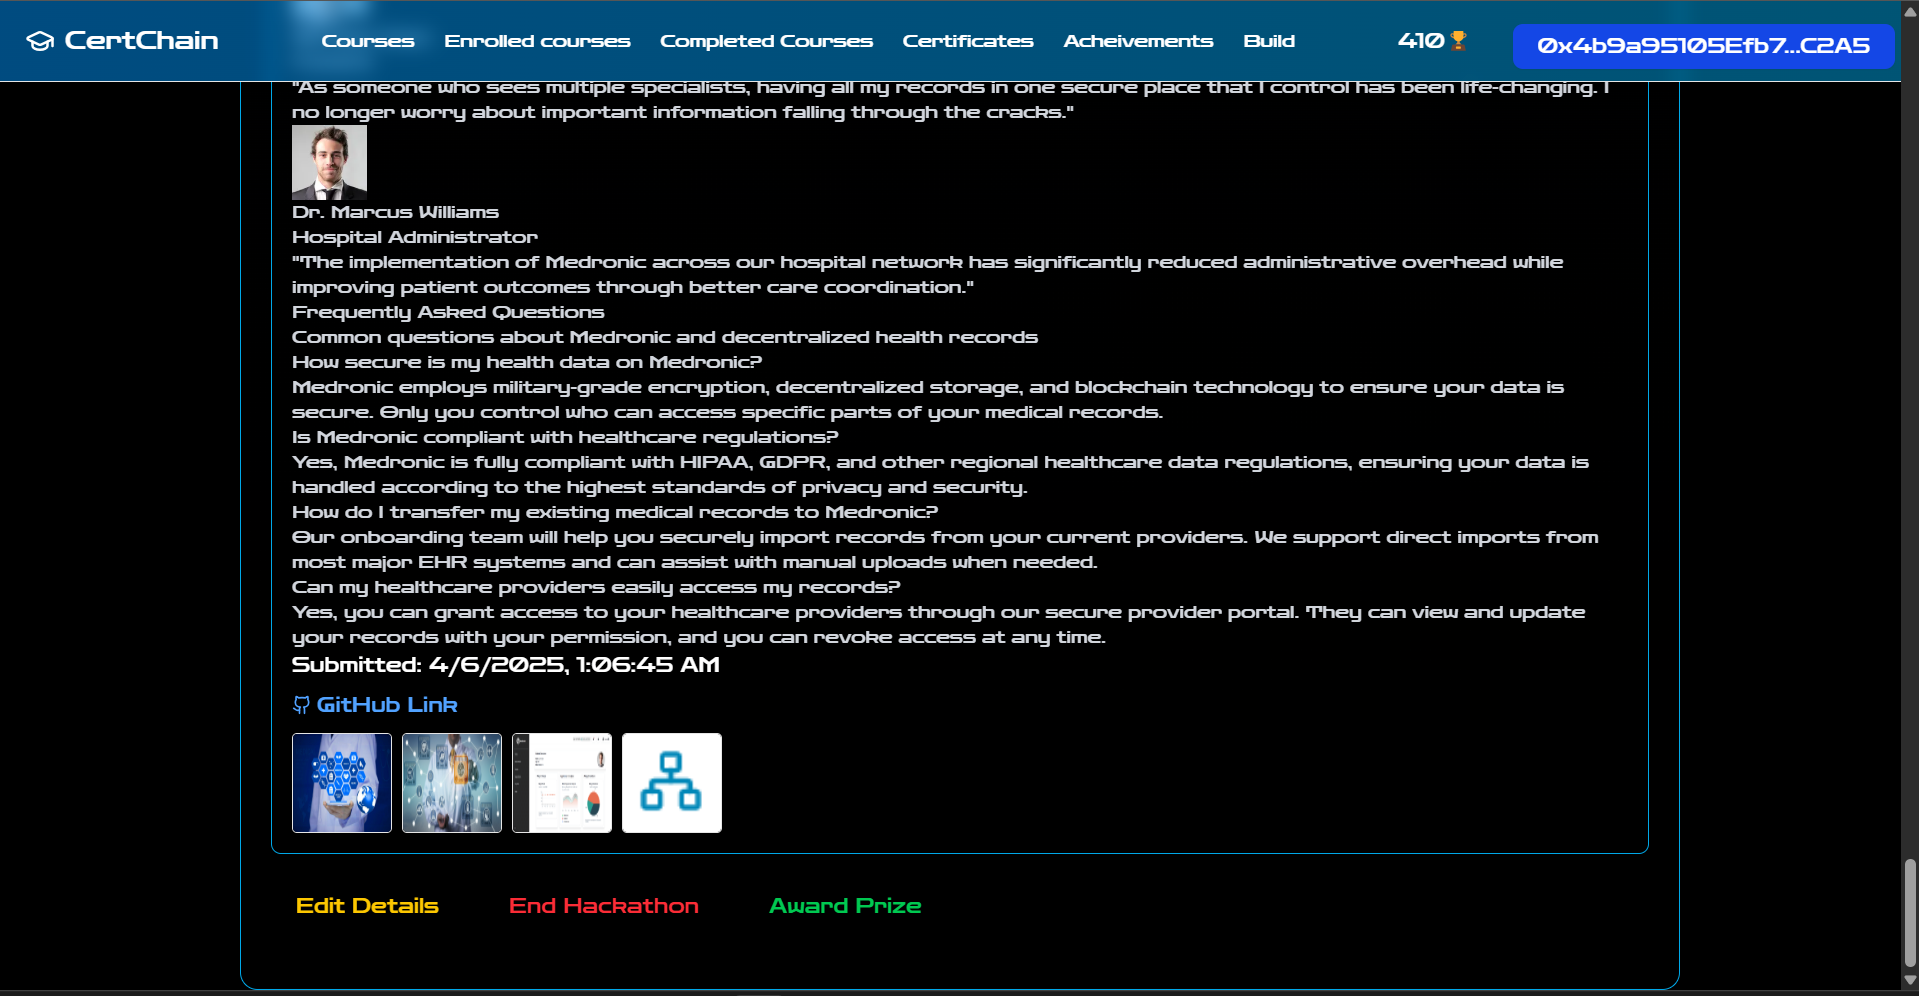 CertChain
Courses
Enrolled courses
Completed Courses
Certificates
Acheivements
Build
410
0x4b9a95105Efb7...C2A5
"As someone who sees multiple specialists, having all my records in one secure place that I control has been life-changing. I
no longer worry about important information falling through the cracks."
Dr. Marcus Williams
Hospital Administrator
"The implementation of Medronic across our hospital network has significantly reduced administrative overhead while
improving patient outcomes through better care coordination."
Frequently Asked Questions
Common questions about Medronic and decentralized health records
How secure is my health data on Medronic?
Medronic employs military-grade encryption, decentralized storage, and blockchain technology to ensure your data is
secure. Only you control who can access specific parts of your medical records.
Is Medronic compliant with healthcare regulations?
Yes, Medronic is fully compliant with HIPAA, GDPR, and other regional healthcare data regulations, ensuring your data is
handled according to the highest standards of privacy and security.
How do I transfer my existing medical records to Medronic?
Our onboarding team will help you securely import records from your current providers. We support direct imports from
most major EHR systems and can assist with manual uploads when needed.
Can my healthcare providers easily access my records?
Yes, you can grant access to your healthcare providers through our secure provider portal. They can view and update
your records with your permission, and you can revoke access at any time.
Submitted: 4/6/2025, 1:06:45 AM
GitHub Link
Edit Details
End Hackathon
Award Prize